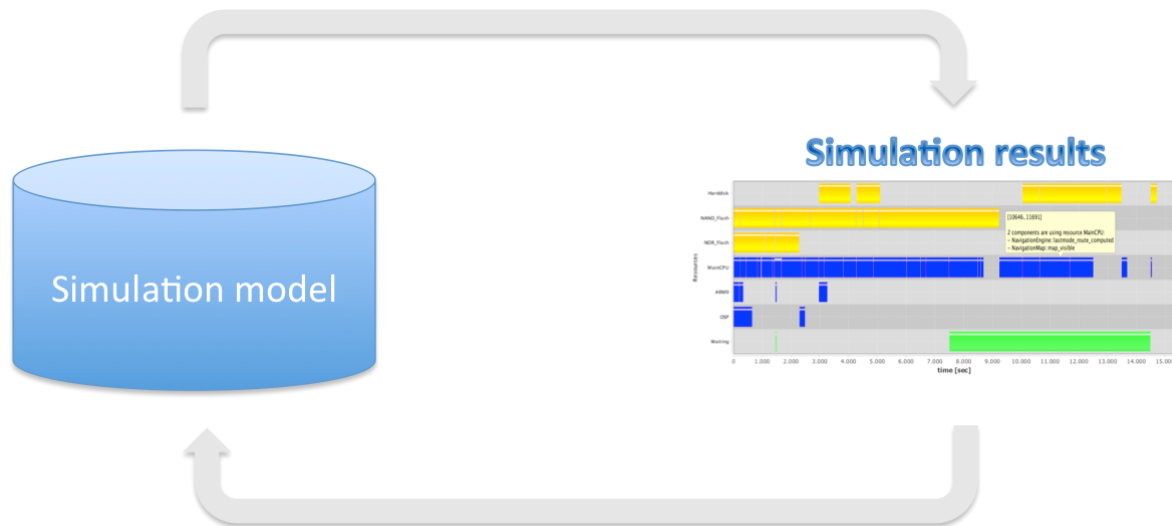 Simulation model
Simulation results
Harddisk
NAND_Flash
NOR_Flash
MainCPU
ARM9
DSP
Waiting
Resources
[10646..11691]
2 components are using resource MainCPU:
- NavigationEngine::fastmode_route_computed
- NavigationMap::map_visible
0 1.000 2.000 3.000 4.000 5.000 6.000 7.000 8.000 9.000 10.000 11.000 12.000 13.000 14.000 15.00
time [sec]